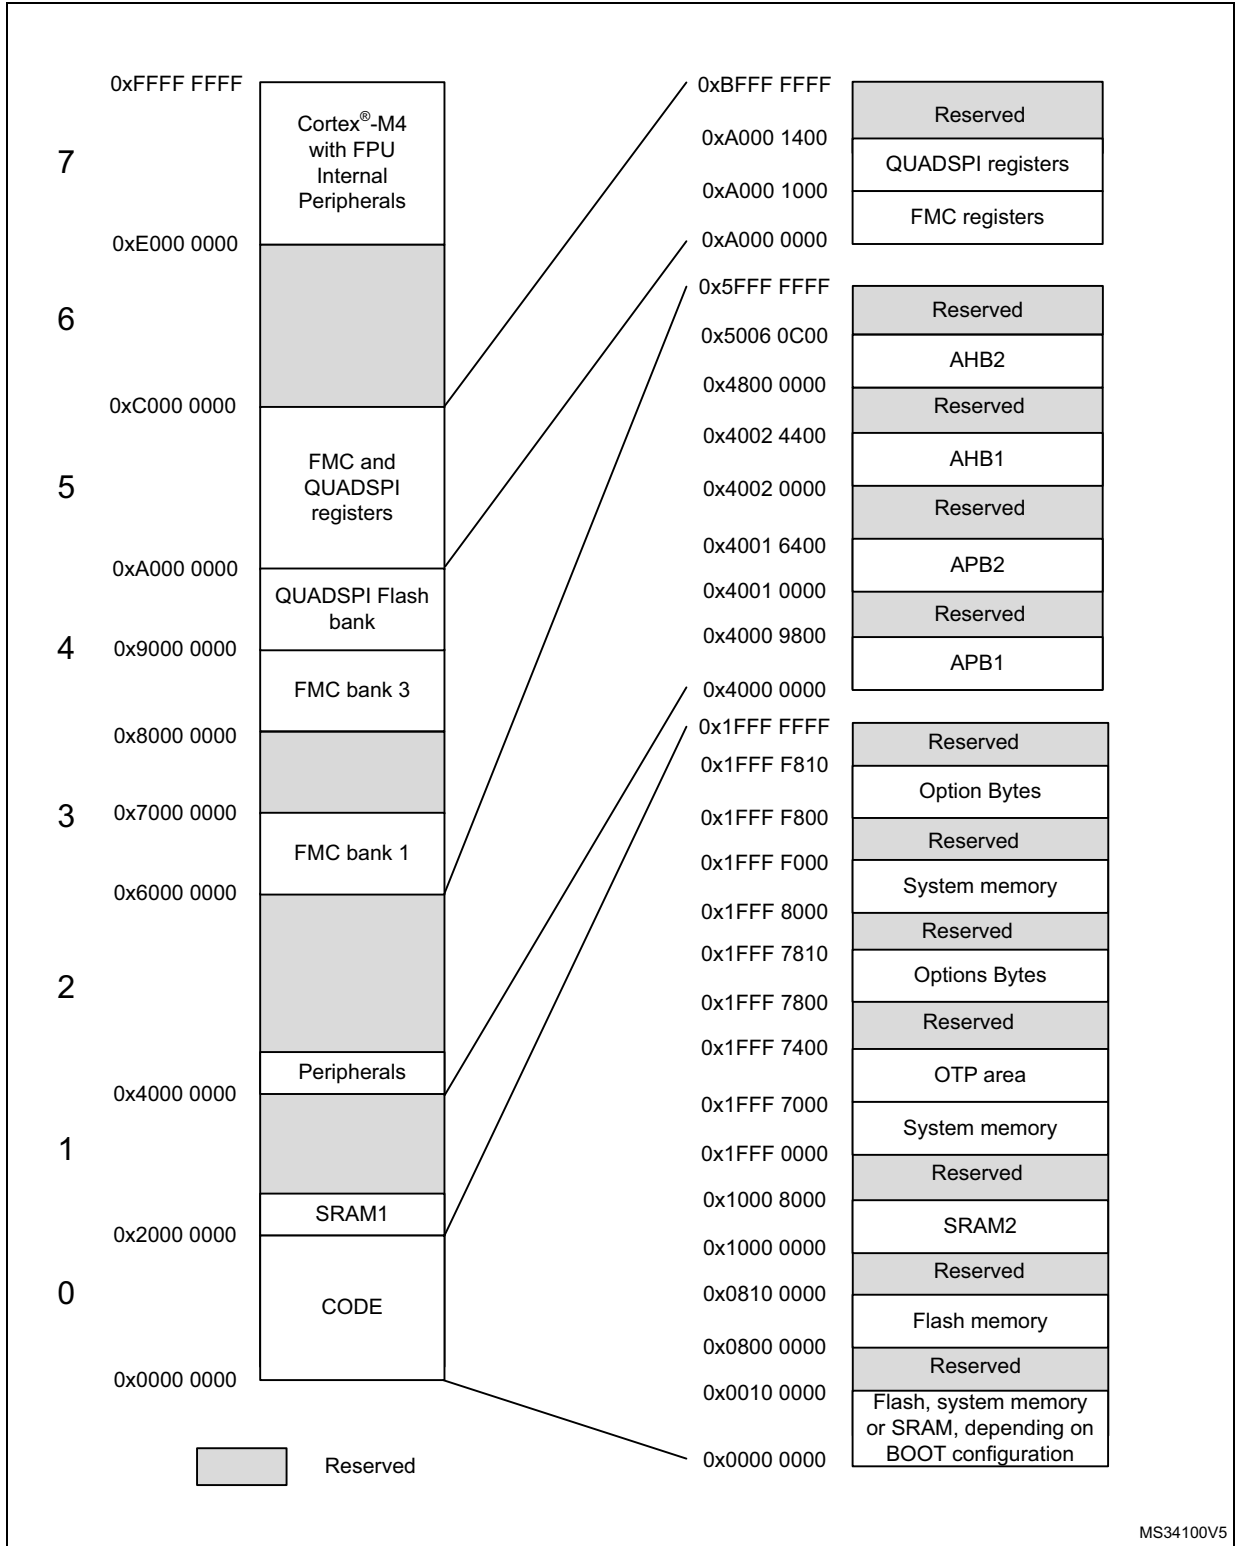 0xFFFF FFFF
7
Cortex®-M4
with FPU
Internal
Peripherals
0xE000 0000
6
0xC000 0000
5
FMC and
QUADSPI
registers
0xA000 0000
QUADSPI Flash
bank
4
0x9000 0000
FMC bank 3
0x8000 0000
3
0x7000 0000
FMC bank 1
0x6000 0000
2
Peripherals
0x4000 0000
1
SRAM1
0x2000 0000
0
CODE
0x0000 0000
Reserved
0xBFFF FFFF
Reserved
0xA000 1400
QUADSPI registers
0xA000 1000
FMC registers
0xA000 0000
0x5FFF FFFF
Reserved
0x5006 0C00
AHB2
0x4800 0000
Reserved
0x4002 4400
AHB1
0x4002 0000
Reserved
0x4001 6400
APB2
0x4001 0000
Reserved
0x4000 9800
APB1
0x4000 0000
0x1FFF FFFF
Reserved
0x1FFF F810
Option Bytes
0x1FFF F800
Reserved
0x1FFF F000
System memory
0x1FFF 8000
Reserved
0x1FFF 7810
Options Bytes
0x1FFF 7800
Reserved
0x1FFF 7400
OTP area
0x1FFF 7000
System memory
0x1FFF 0000
Reserved
0x1000 8000
SRAM2
0x1000 0000
Reserved
0x0810 0000
Flash memory
0x0800 0000
Reserved
0x0010 0000
Flash, system memory
or SRAM, depending on
BOOT configuration
0x0000 0000
MS34100V5